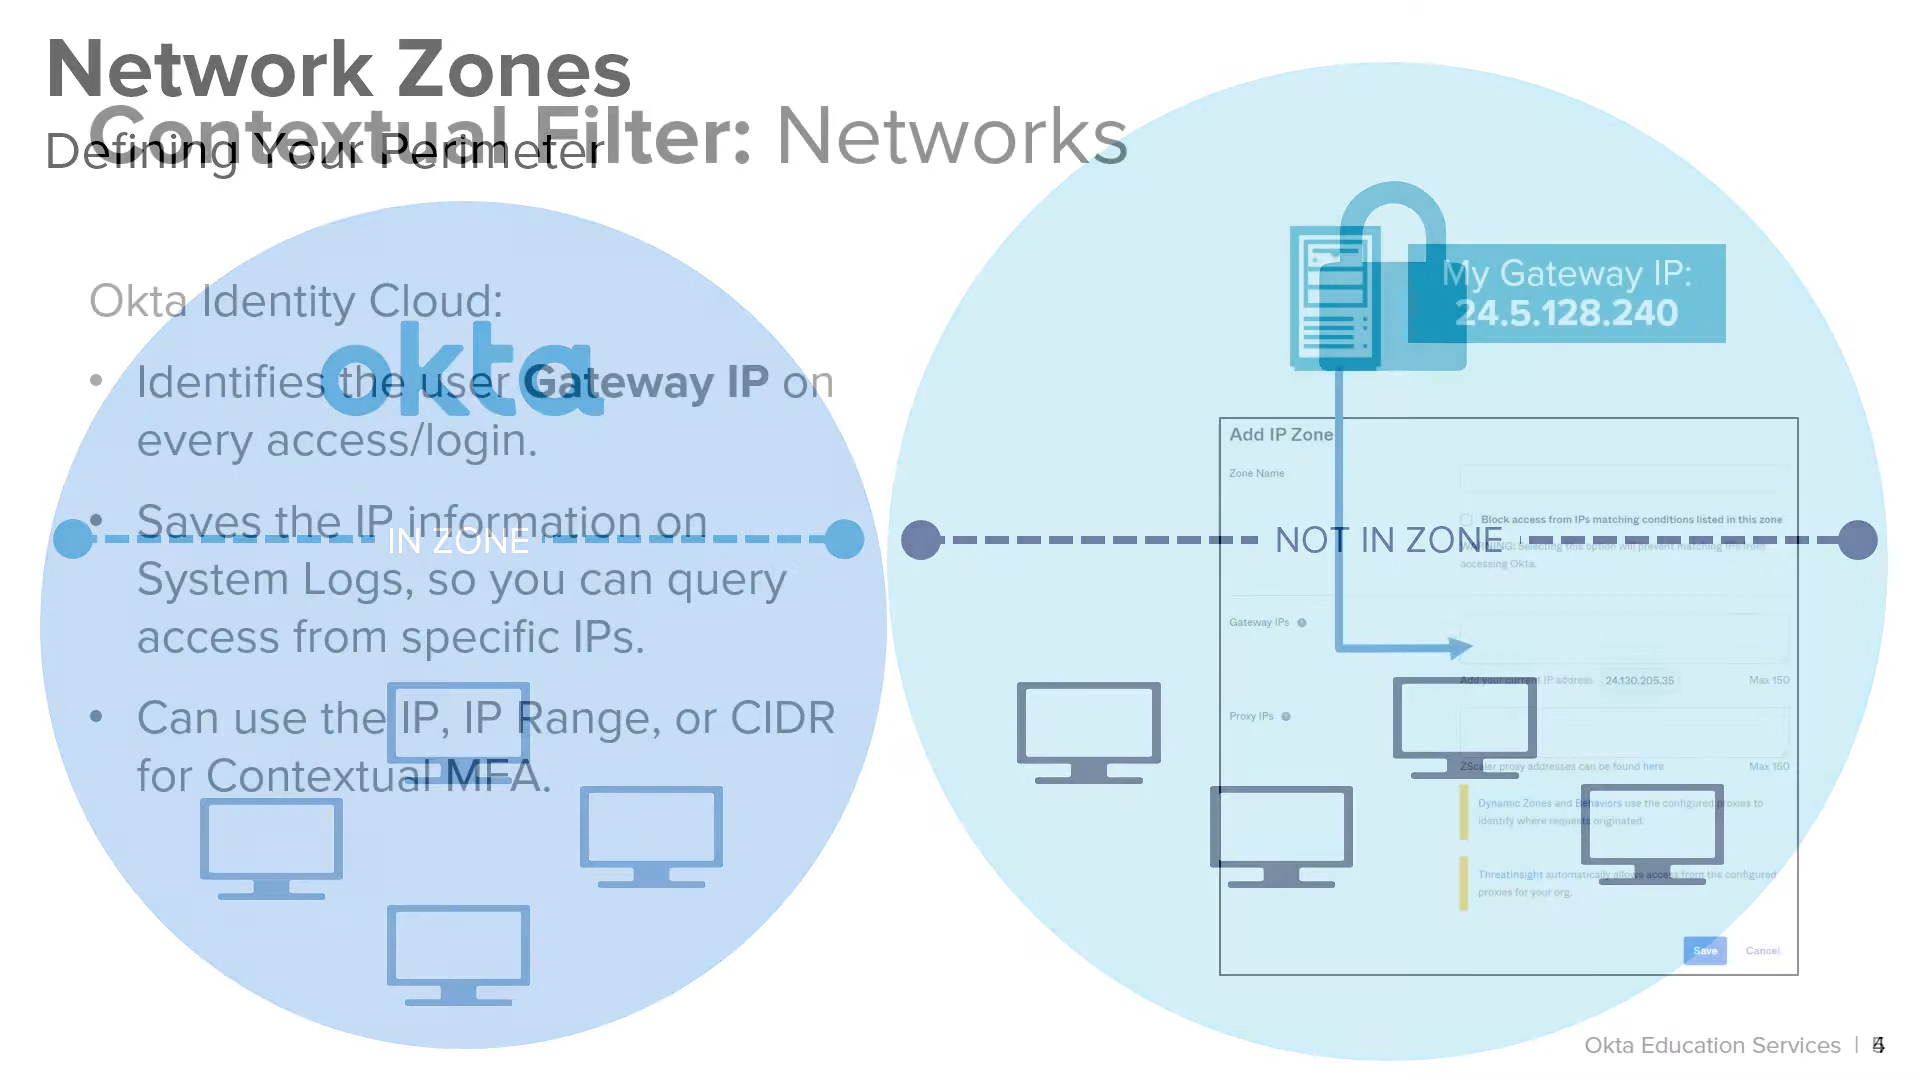 Network Zones
Defining Your Perimeter
Contextual Filter: Networks
My Gateway IP:
24.5.128.240
Okta Identity Cloud:
okta
• Identifies the user Gateway IP on
every access/login.
• Saves the IP information on
System Logs, so you can query
access from specific IPs.
• Can use the IP, IP Range, or CIDR
for Contextual MFA.
IN ZONE
NOT IN ZONE
Add IP Zone
Zone Name
Block access from IPs matching conditions listed in this zone
WARNING: Selecting this option will prevent matching IPs from
accessing Okta.
Gateway IPs
Add your current IP address 24.130.205.35 Max 150
Proxy IPs
ZScaler proxy addresses can be found here Max 150
Dynamic Zones and Behaviors use the configured proxies to
identify where requests originated.
ThreatInsight automatically allows access from the configured
proxies for your org.
Save Cancel
Okta Education Services |